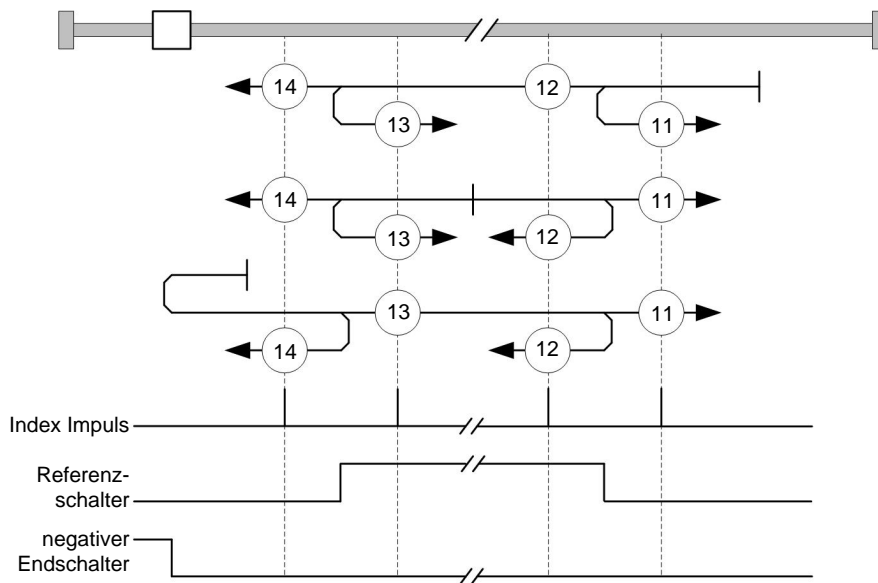 14
12
13
11
14
11
13
12
13
11
14
12
Index Impuls
Referenz-
schalter
negativer
Endschalter